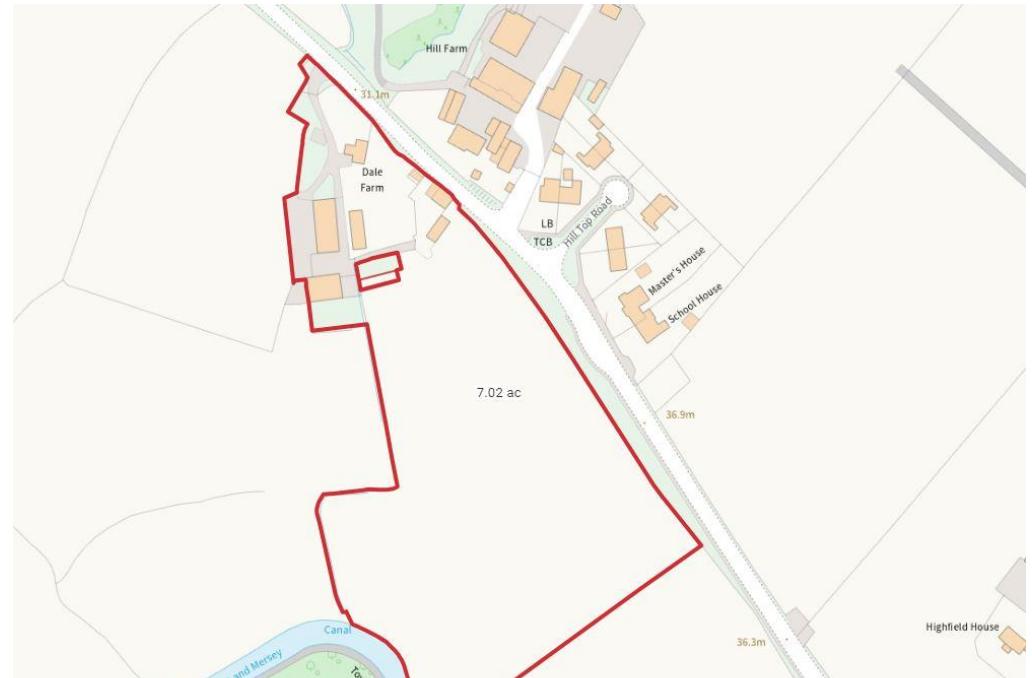 Hill Farm
31.1m
Dale
Farm
LB
TCB
Hill Top Road
Master's House
School House
7.02 ac
36.9m
Canal
and Mersey
36.3m
Highfield House